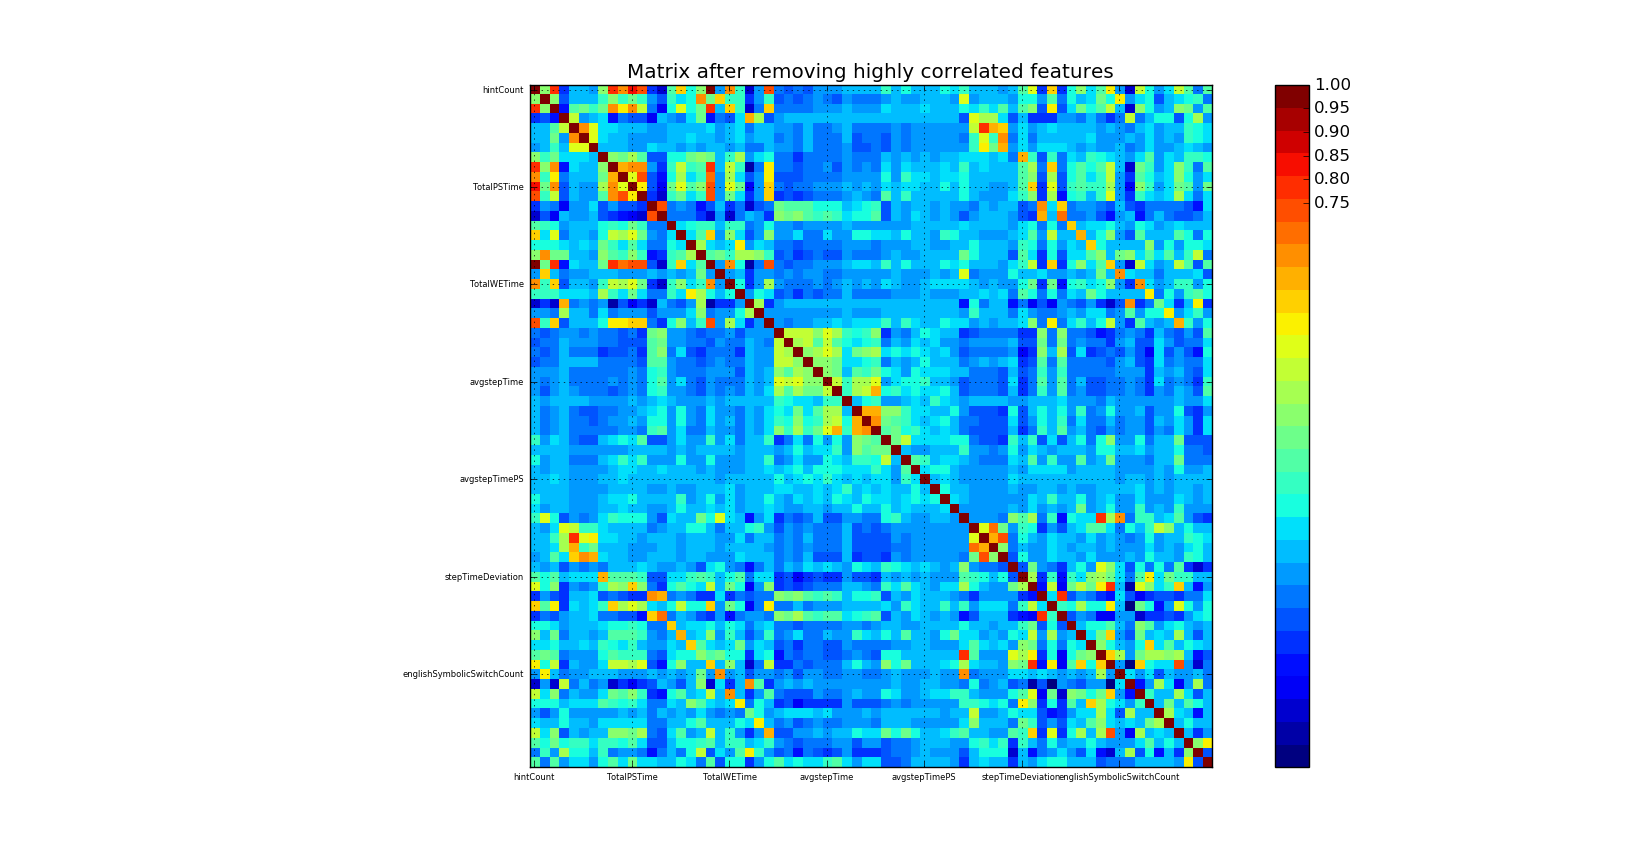 Matrix after removing highly correlated features
hintCount
TotalPSTime
TotalWETime
avgstepTime
avgstepTimePS
stepTimeDeviation
englishSymbolicSwitchCount
hintCount TotalPSTime TotalWETime avgstepTime avgstepTimePS stepTimeDeviation englishSymbolicSwitchCount
1.00
0.95
0.90
0.85
0.80
0.75